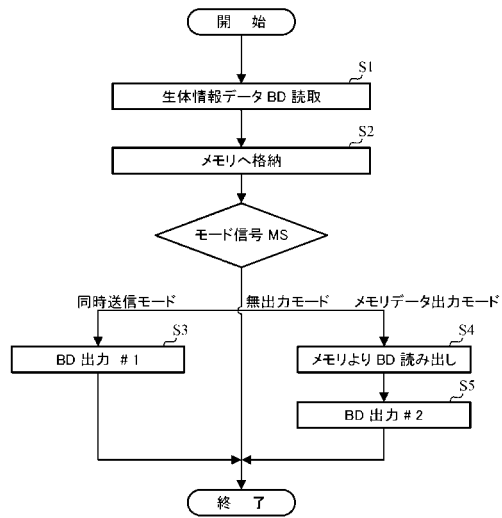 開 始
S1
生体情報データ BD 読取
S2
メモリへ格納
モード信号 MS
同時送信モード 無出力モード メモリデータ出力モード
S3
S4
BD 出力 #1
メモリより BD 読み出し
S5
BD 出力 #2
終 了